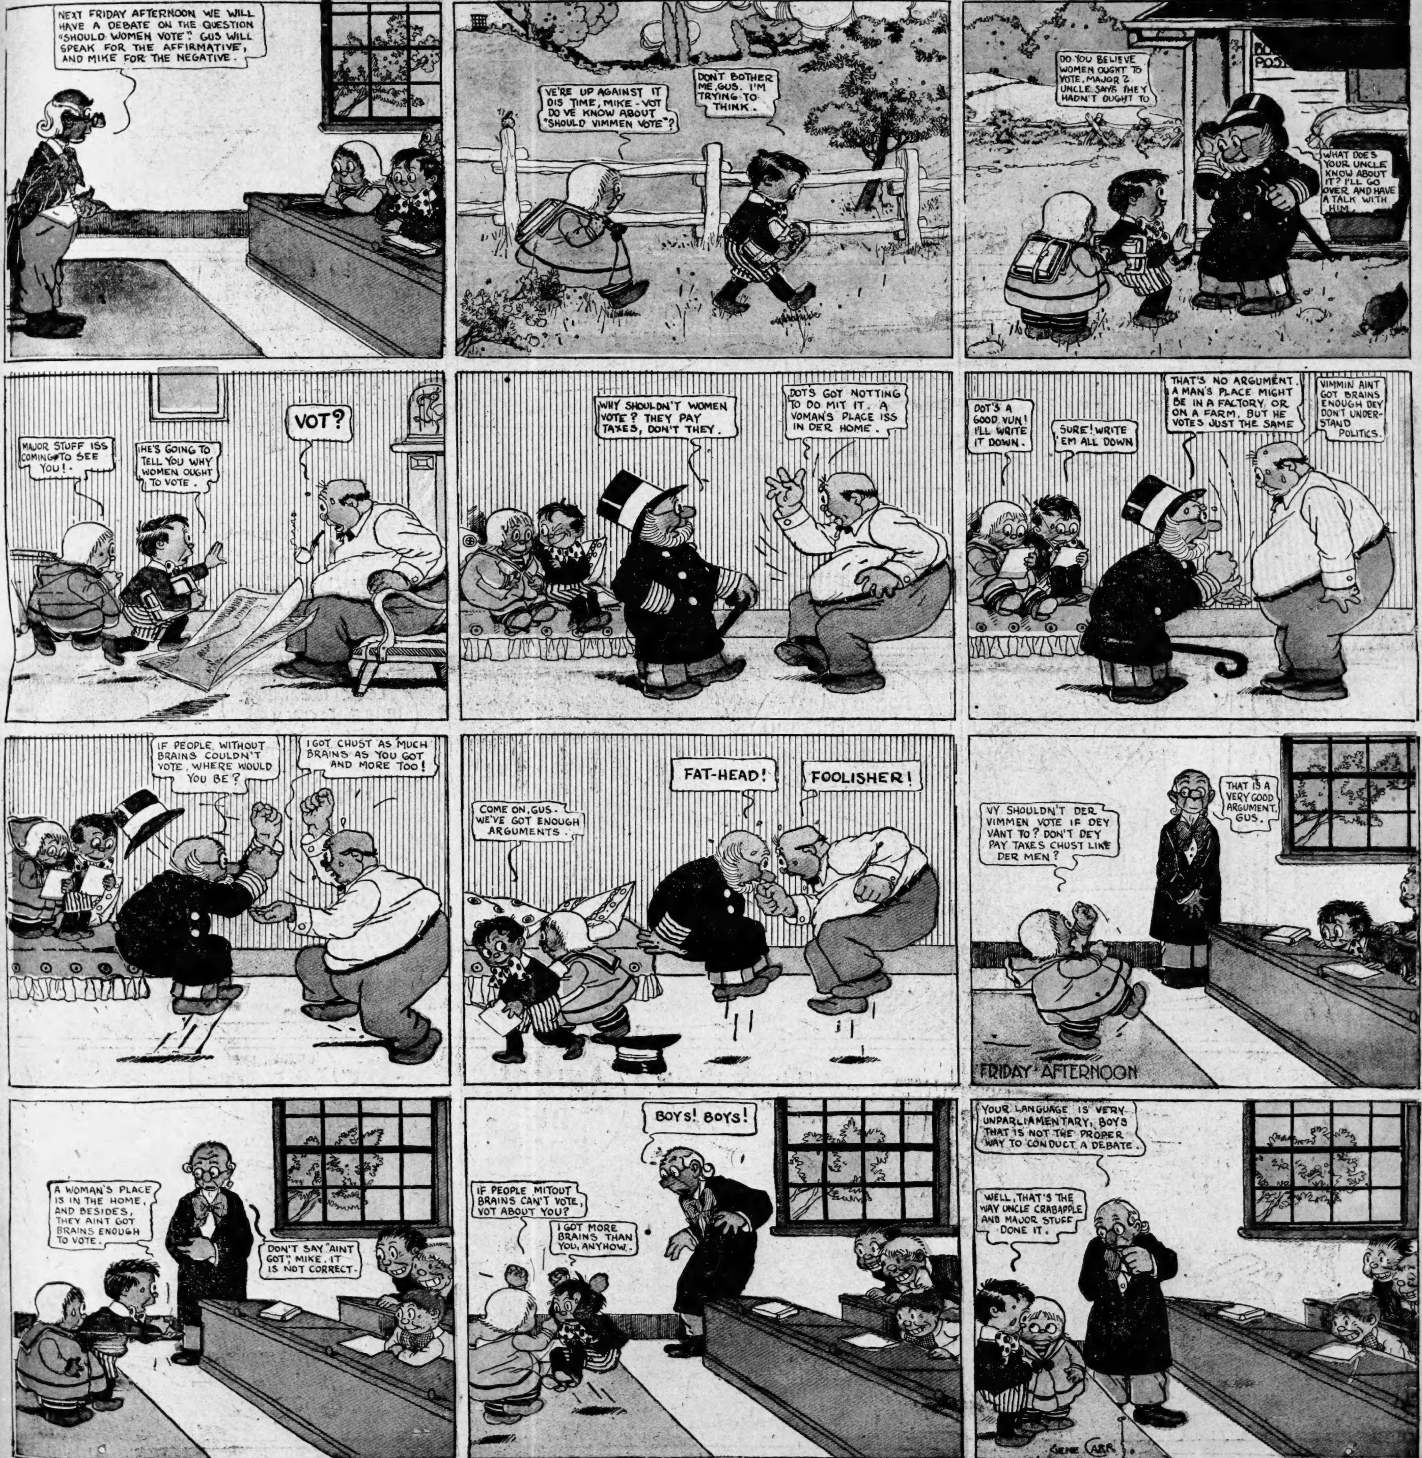 NEXT FRIDAY AFTERNOON WE WILL
HAVE A DEBATE ON THE QUESTION
"SHOULD WOMEN VOTE". GUS WILL
SPEAK FOR THE AFFIRMATIVE,
AND MIKE FOR THE NEGATIVE.
VE'RE UP AGAINST IT
DIS TIME, MIKE - VOT
DO VE KNOW ABOUT
"SHOULD VIMMEN VOTE"?
DON'T BOTHER
ME, GUS. I'M
TRYING TO
THINK.
DO YOU BELIEVE
WOMEN OUGHT TO
VOTE, MAJOR?
UNCLE SAYS THEY
HADN'T OUGHT TO
WHAT DOES
YOUR UNCLE
KNOW ABOUT
IT? I'LL GO
OVER AND HAVE
A TALK WITH
HIM.
MAJOR STUFF ISS
COMING TO SEE
YOU!
HE'S GOING TO
TELL YOU WHY
WOMEN OUGHT
TO VOTE.
VOT?
WHY SHOULDN'T WOMEN
VOTE? THEY PAY
TAXES, DON'T THEY.
DOT'S GOT NOTTING
TO DO MIT IT. A
VOMAN'S PLACE ISS
IN DER HOME.
DOT'S A
GOOD VUN!
I'LL WRITE
IT DOWN.
SURE! WRITE
'EM ALL DOWN
THAT'S NO ARGUMENT.
A MAN'S PLACE MIGHT
BE IN A FACTORY OR
ON A FARM, BUT HE
VOTES JUST THE SAME
VIMMIN AINT
GOT BRAINS
ENOUGH DEY
DON'T UNDER-
STAND
POLITICS.
IF PEOPLE, WITHOUT
BRAINS COULDN'T
VOTE, WHERE WOULD
YOU BE?
I GOT CHUST AS MUCH
BRAINS AS YOU GOT
AND MORE TOO!
COME ON, GUS.
WE'VE GOT ENOUGH
ARGUMENTS.
FAT-HEAD!
FOOLISHER!
VY SHOULDN'T DER
VIMMEN VOTE IF DEY
VANT TO? DON'T DEY
PAY TAXES CHUST LIKE
DER MEN?
THAT IS A
VERY GOOD
ARGUMENT,
GUS.
FRIDAY AFTERNOON
A WOMAN'S PLACE
IS IN THE HOME,
AND BESIDES,
THEY AINT GOT
BRAINS ENOUGH
TO VOTE.
DON'T SAY "AINT
GOT", MIKE. IT
IS NOT CORRECT.
IF PEOPLE MITOUT
BRAINS CAN'T VOTE,
VOT ABOUT YOU?
I GOT MORE
BRAINS THAN
YOU, ANYHOW.
BOYS! BOYS!
YOUR LANGUAGE IS VERY
UNPARLIAMENTARY, BOYS
THAT IS NOT THE PROPER
WAY TO CONDUCT A DEBATE.
WELL, THAT'S THE
WAY UNCLE CRABAPPLE
AND MAJOR STUFF
DONE IT.
GENE CARR